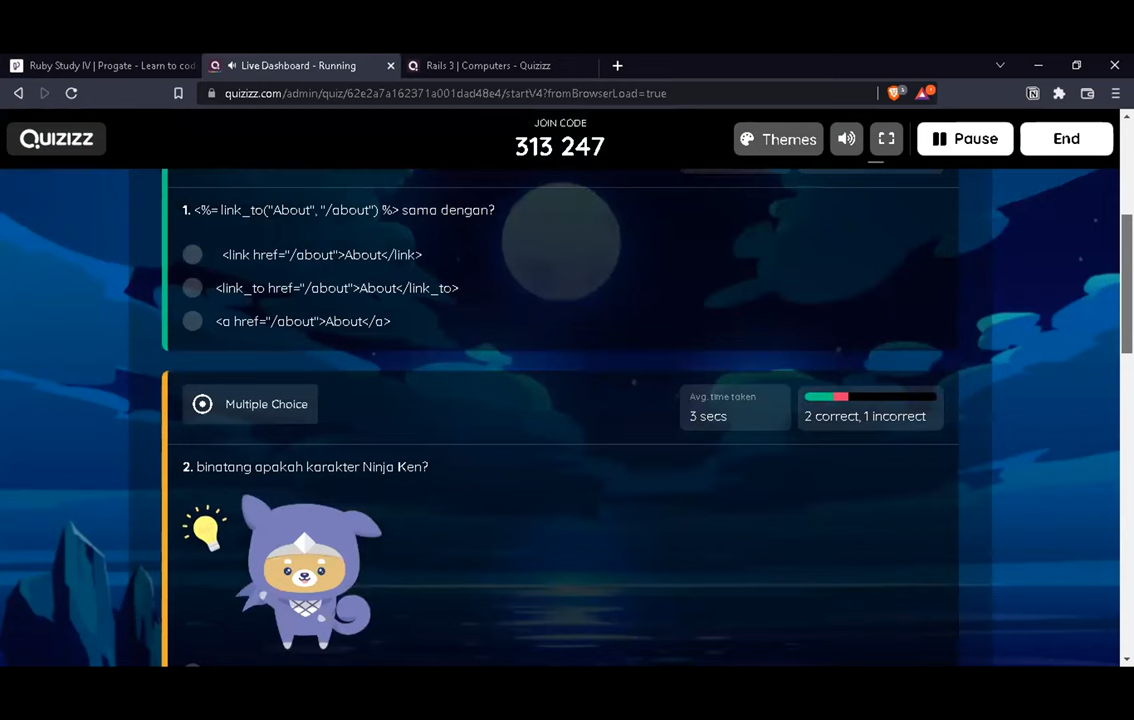 Ruby Study IV | Progate - Learn to cod
Live Dashboard - Running
Rails 3 | Computers - Quizizz
quizizz.com/admin/quiz/62e2a7a162371a001dad48e4/startV4?fromBrowserLoad=true
Quizizz
JOIN CODE
313 247
Themes
Pause
End
1. <%= link_to("About", "/about") %> sama dengan?
<link href="/about">About</link>
<link_to href="/about">About</link_to>
<a href="/about">About</a>
Multiple Choice
Avg. time taken
3 secs
2 correct, 1 incorrect
2. binatang apakah karakter Ninja Ken?